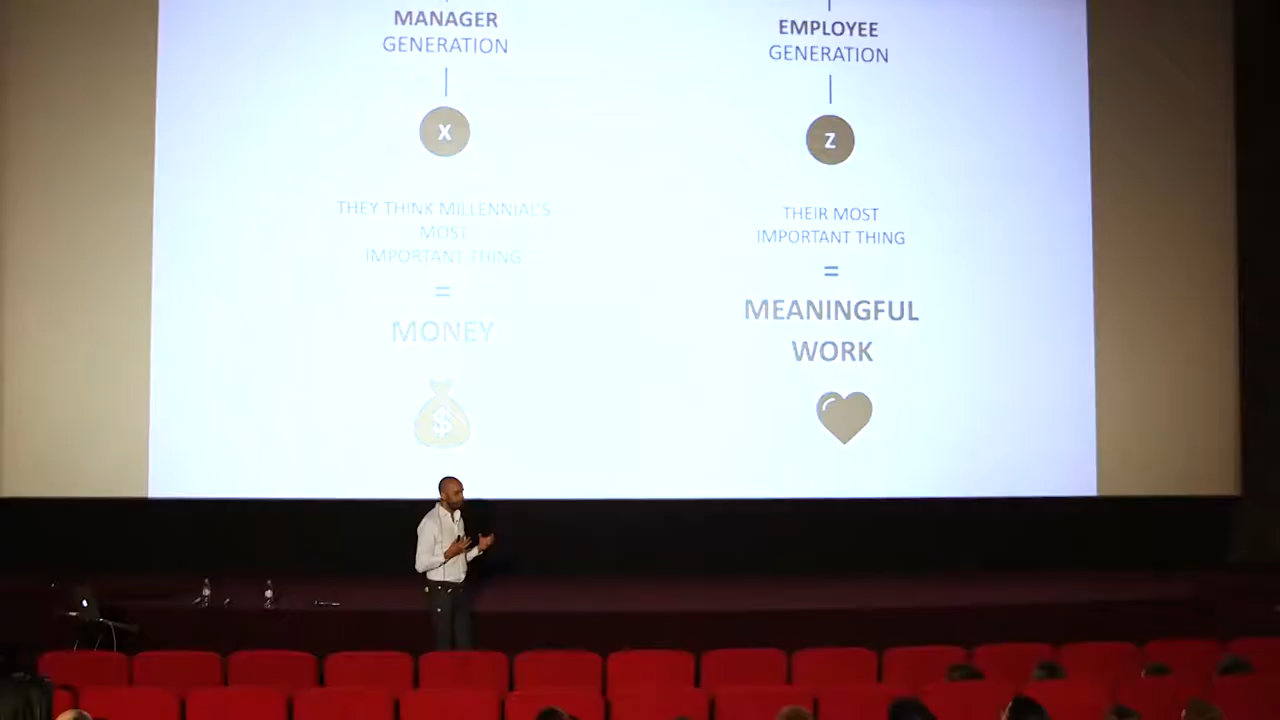 MANAGER
GENERATION
X
THEY THINK MILLENNIAL'S
MOST
IMPORTANT THING
=
MONEY
$
EMPLOYEE
GENERATION
Z
THEIR MOST
IMPORTANT THING
=
MEANINGFUL
WORK